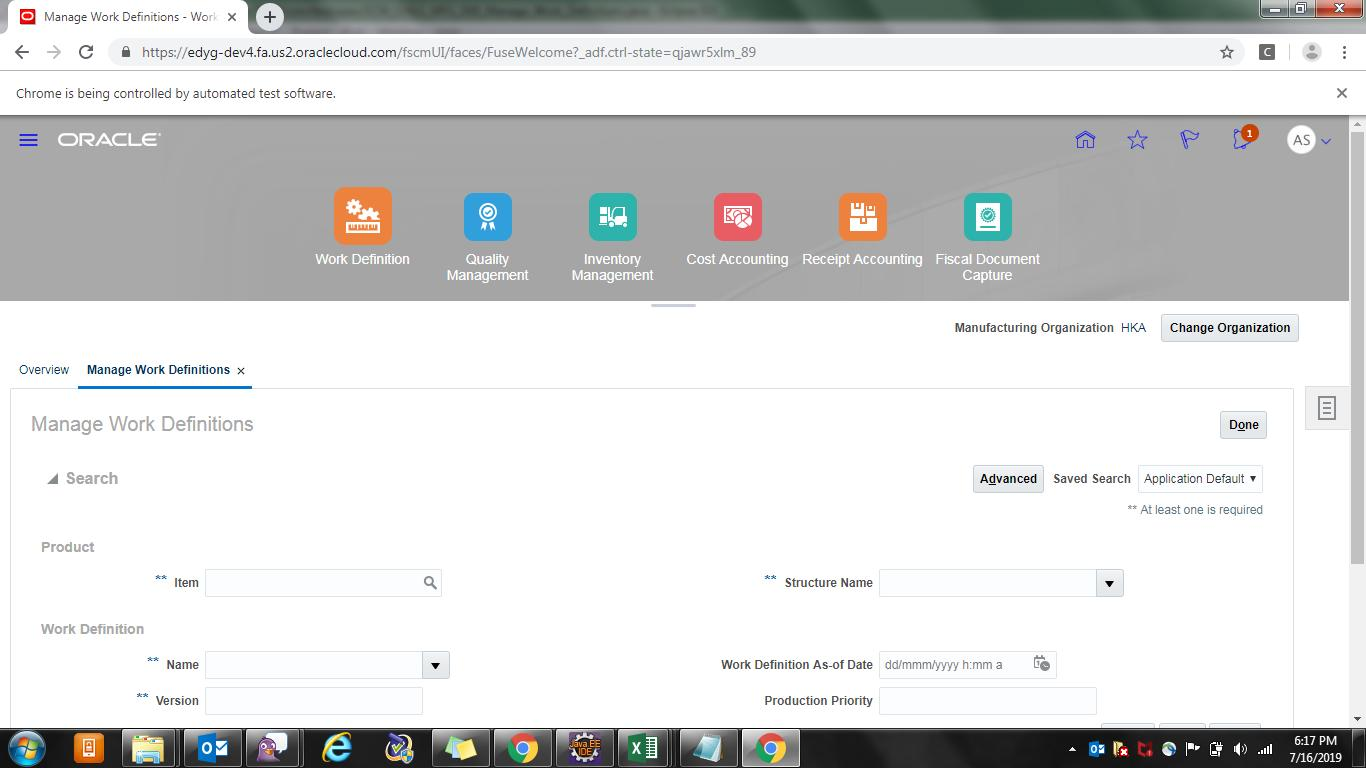 Manage Work Definitions - Work
https://edyg-dev4.fa.us2.oraclecloud.com/fscmUI/faces/FuseWelcome?_adf.ctrl-state=qjawr5xlm_89
C
Chrome is being controlled by automated test software.
ORACLE
1
AS
Work Definition
Quality Management
Inventory Management
Cost Accounting
Receipt Accounting
Fiscal Document Capture
Manufacturing Organization HKA Change Organization
Overview Manage Work Definitions
Manage Work Definitions
Done
Search
Advanced Saved Search Application Default
** At least one is required
Product
** Item
** Structure Name
Work Definition
** Name
Work Definition As-of Date dd/mmm/yyyy h:mm a
** Version
Production Priority
Java EE IDE
6:17 PM
7/16/2019